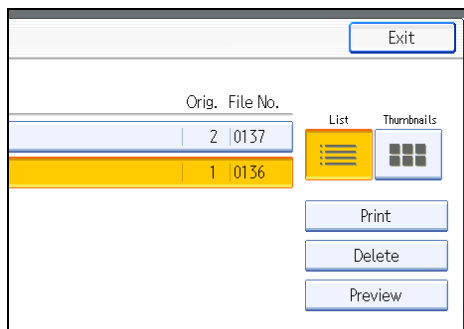 Exit
Orig. File No.
List Thumbnails
2 0137
1 0136
Print
Delete
Preview